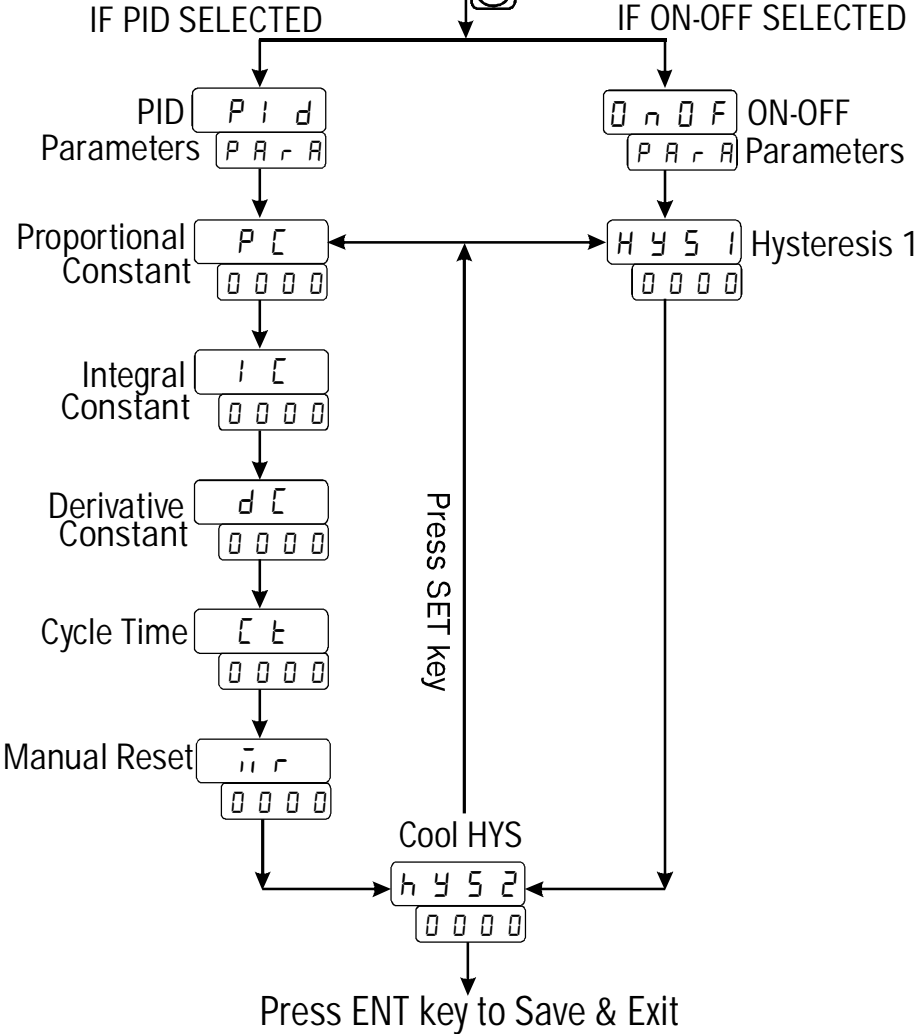 IF PID SELECTED
IF ON-OFF SELECTED
PID
Parameters
P I d
P A r A
O n O F
P A r A
ON-OFF
Parameters
Proportional
Constant
P C
0 0 0 0
H Y S 1
0 0 0 0
Hysteresis 1
Integral
Constant
I C
0 0 0 0
Derivative
Constant
d C
0 0 0 0
Press SET key
Cycle Time
C t
0 0 0 0
Manual Reset
m r
0 0 0 0
Cool HYS
h y S 2
0 0 0 0
Press ENT key to Save & Exit